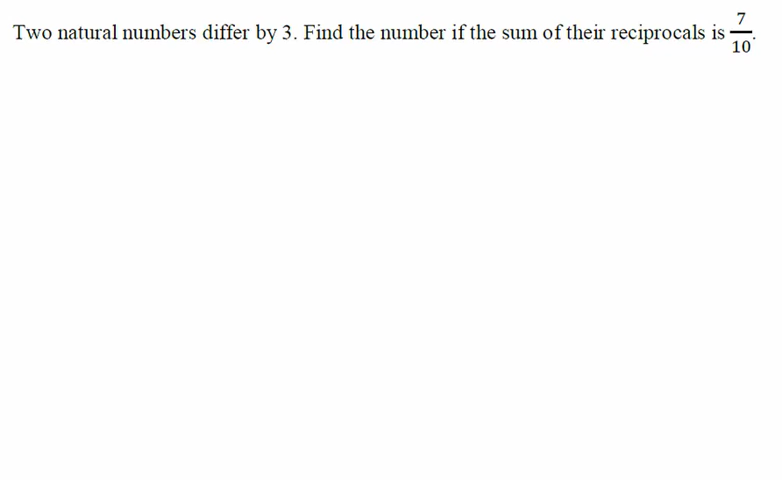 Two natural numbers differ by 3. Find the number if the sum of their reciprocals is 7/10.